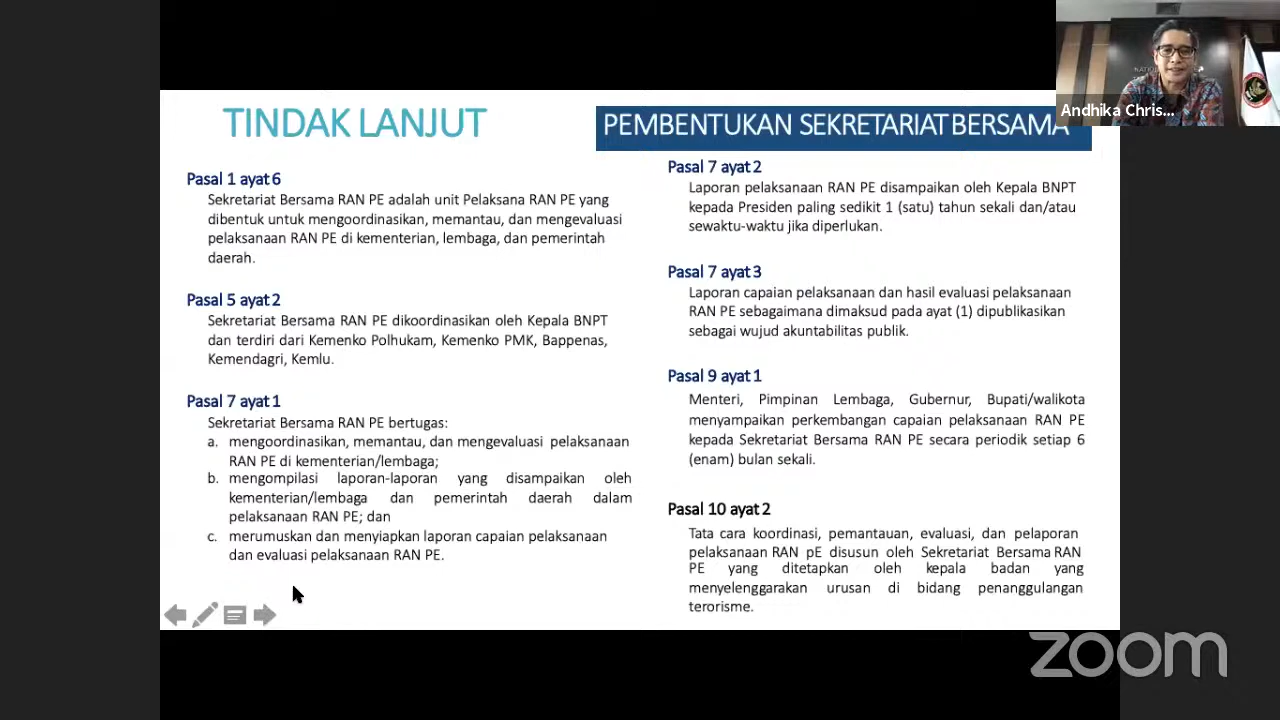 TINDAK LANJUT
PEMBENTUKAN SEKRETARIAT BERSAMA
Andhika Chris...
Pasal 1 ayat 6
Sekretariat Bersama RAN PE adalah unit Pelaksana RAN PE yang
dibentuk untuk mengoordinasikan, memantau, dan mengevaluasi
pelaksanaan RAN PE di kementerian, lembaga, dan pemerintah
daerah.
Pasal 5 ayat 2
Sekretariat Bersama RAN PE dikoordinasikan oleh Kepala BNPT
dan terdiri dari Kemenko Polhukam, Kemenko PMK, Bappenas,
Kemendagri, Kemlu.
Pasal 7 ayat 1
Sekretariat Bersama RAN PE bertugas:
a. mengoordinasikan, memantau, dan mengevaluasi pelaksanaan
RAN PE di kementerian/lembaga;
b. mengompilasi laporan-laporan yang disampaikan oleh
kementerian/lembaga dan pemerintah daerah dalam
pelaksanaan RAN PE; dan
c. merumuskan dan menyiapkan laporan capaian pelaksanaan
dan evaluasi pelaksanaan RAN PE.
Pasal 7 ayat 2
Laporan pelaksanaan RAN PE disampaikan oleh Kepala BNPT
kepada Presiden paling sedikit 1 (satu) tahun sekali dan/atau
sewaktu-waktu jika diperlukan.
Pasal 7 ayat 3
Laporan capaian pelaksanaan dan hasil evaluasi pelaksanaan
RAN PE sebagaimana dimaksud pada ayat (1) dipublikasikan
sebagai wujud akuntabilitas publik.
Pasal 9 ayat 1
Menteri, Pimpinan Lembaga, Gubernur, Bupati/walikota
menyampaikan perkembangan capaian pelaksanaan RAN PE
kepada Sekretariat Bersama RAN PE secara periodik setiap 6
(enam) bulan sekali.
Pasal 10 ayat 2
Tata cara koordinasi, pemantauan, evaluasi, dan pelaporan
pelaksanaan RAN pE disusun oleh Sekretariat Bersama RAN
PE yang ditetapkan oleh kepala badan yang
menyelenggarakan urusan di bidang penanggulangan
terorisme.
zoom